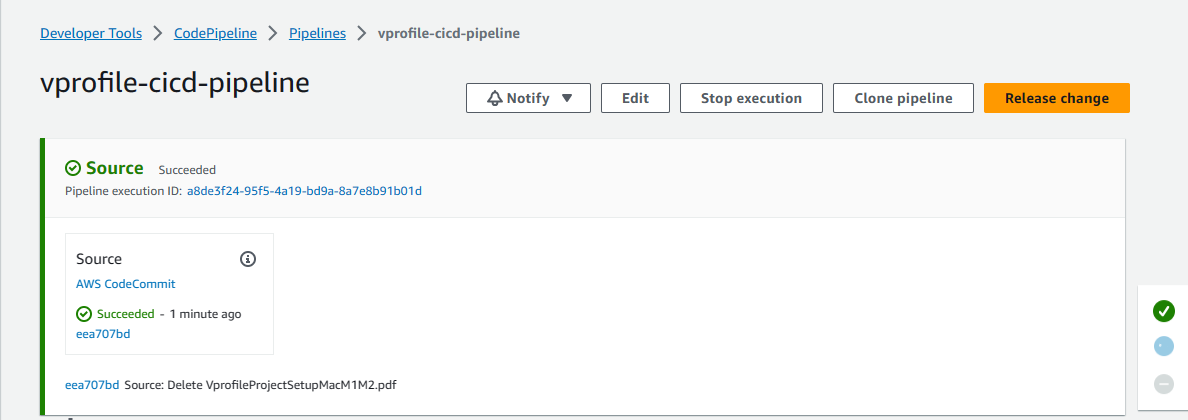 Developer Tools > CodePipeline > Pipelines > vprofile-cicd-pipeline
vprofile-cicd-pipeline
Notify Edit Stop execution Clone pipeline Release change
Source Succeeded
Pipeline execution ID: a8de3f24-95f5-4a19-bd9a-8a7e8b91b01d
Source
AWS CodeCommit
Succeeded - 1 minute ago
eea707bd
eea707bd Source: Delete VprofileProjectSetupMacM1M2.pdf